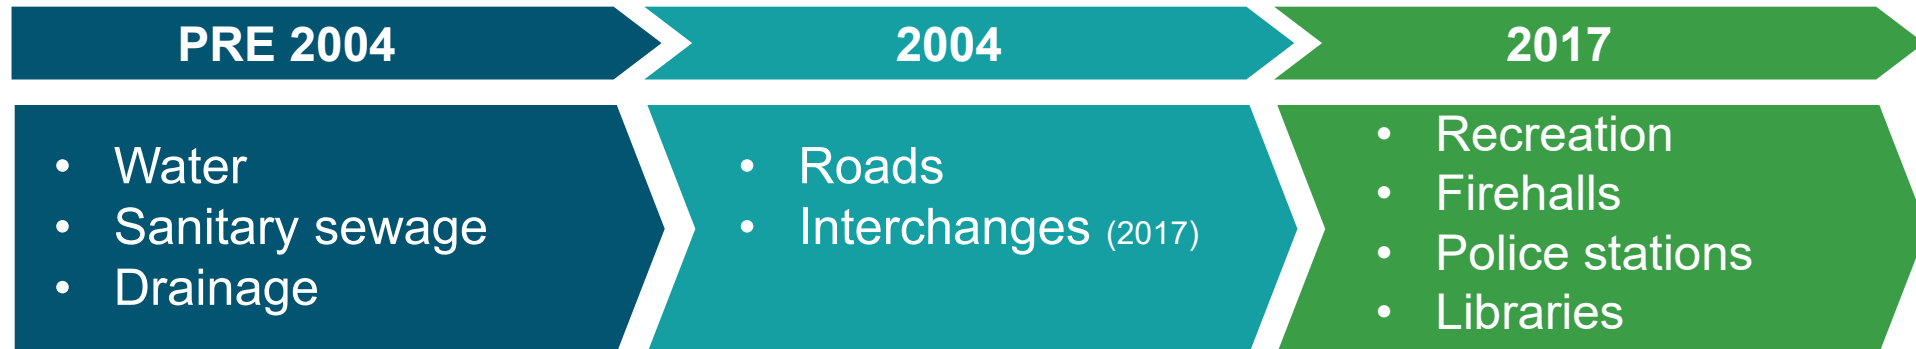 PRE 2004
• Water
• Sanitary sewage
• Drainage
2004
• Roads
• Interchanges (2017)
2017
• Recreation
• Firehalls
• Police stations
• Libraries